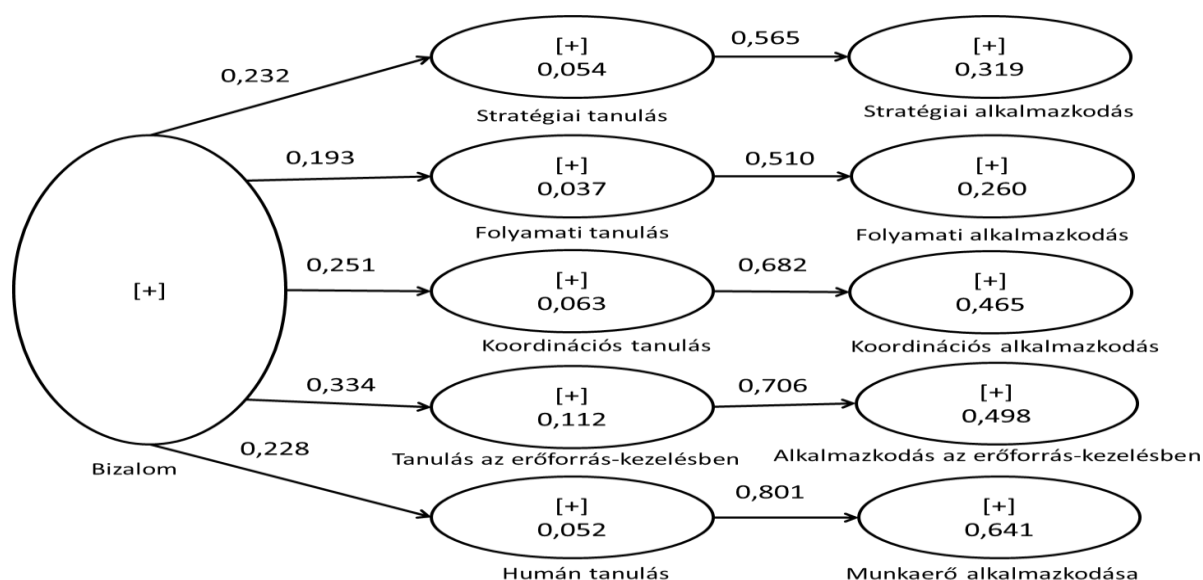 [+]
Bizalom
0,232
[+]
0,054
Stratégiai tanulás
0,565
[+]
0,319
Stratégiai alkalmazkodás
0,193
[+]
0,037
Folyamati tanulás
0,510
[+]
0,260
Folyamati alkalmazkodás
0,251
[+]
0,063
Koordinációs tanulás
0,682
[+]
0,465
Koordinációs alkalmazkodás
0,334
[+]
0,112
Tanulás az erőforrás-kezelésben
0,706
[+]
0,498
Alkalmazkodás az erőforrás-kezelésben
0,228
[+]
0,052
Humán tanulás
0,801
[+]
0,641
Munkaerő alkalmazkodása